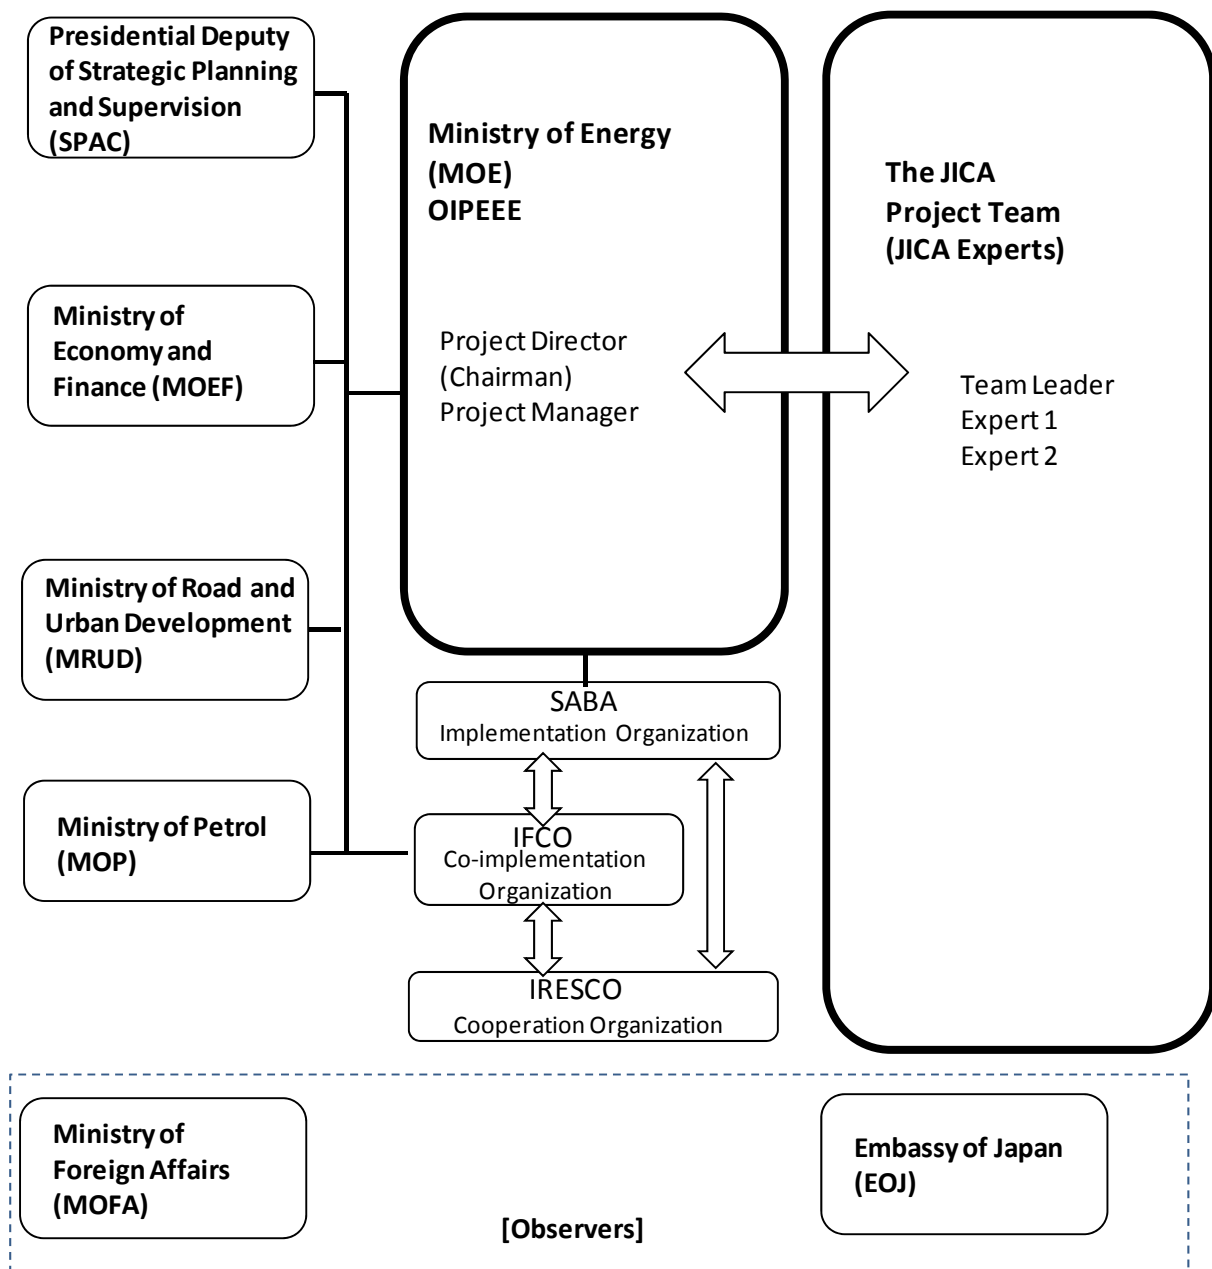 Presidential Deputy
of Strategic Planning
and Supervision
(SPAC)
Ministry of Energy
(MOE)
OIPEEE
The JICA
Project Team
(JICA Experts)
Ministry of
Economy and
Finance (MOEF)
Project Director
(Chairman)
Project Manager
Team Leader
Expert 1
Expert 2
Ministry of Road and
Urban Development
(MRUD)
SABA
Implementation Organization
Ministry of Petrol
(MOP)
IFCO
Co-implementation
Organization
IRESCO
Cooperation Organization
Ministry of
Foreign Affairs
(MOFA)
Embassy of Japan
(EOJ)
[Observers]